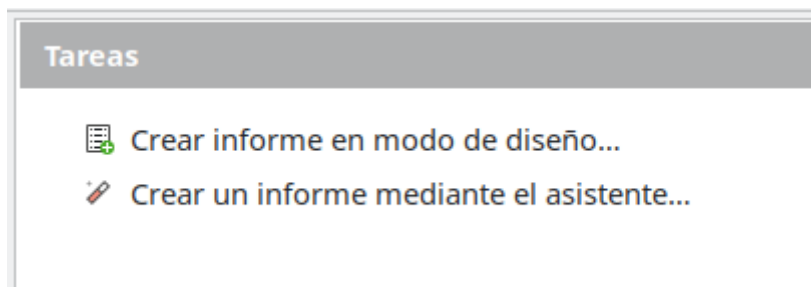 Tareas
Crear informe en modo de diseño...
Crear un informe mediante el asistente...